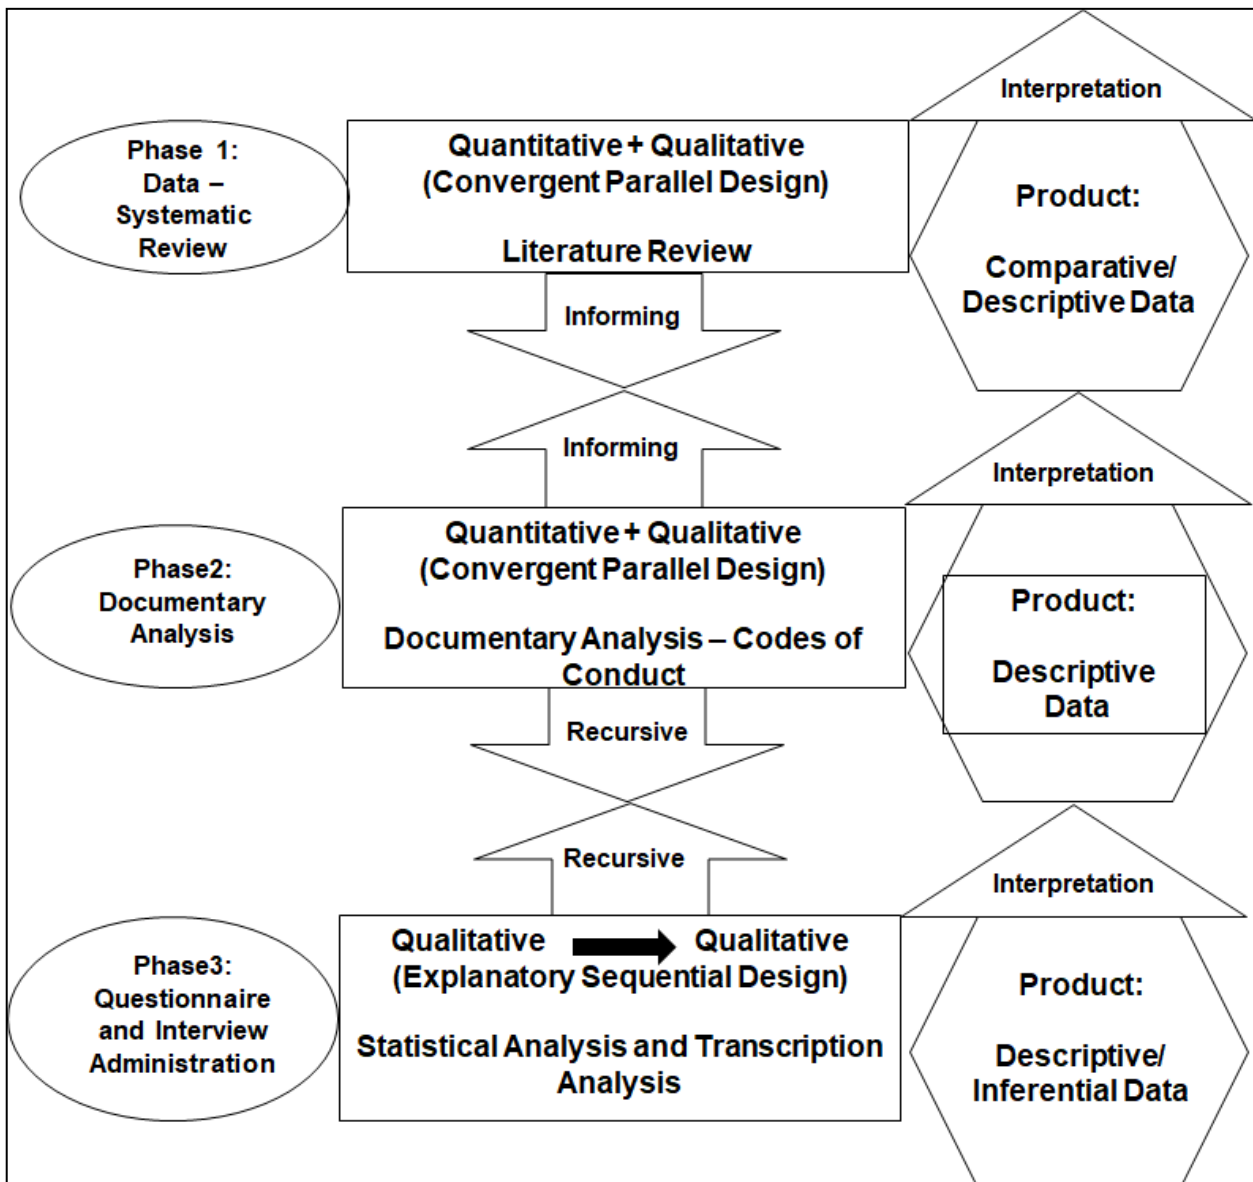 Interpretation
Phase 1:
Data –
Systematic
Review
Quantitative + Qualitative
(Convergent Parallel Design)
Literature Review
Product:
Comparative/
Descriptive Data
Informing
Informing
Interpretation
Phase2:
Documentary
Analysis
Quantitative + Qualitative
(Convergent Parallel Design)
Documentary Analysis – Codes of
Conduct
Product:
Descriptive
Data
Recursive
Recursive
Interpretation
Phase3:
Questionnaire
and Interview
Administration
Qualitative Qualitative
(Explanatory Sequential Design)
Statistical Analysis and Transcription
Analysis
Product:
Descriptive/
Inferential Data